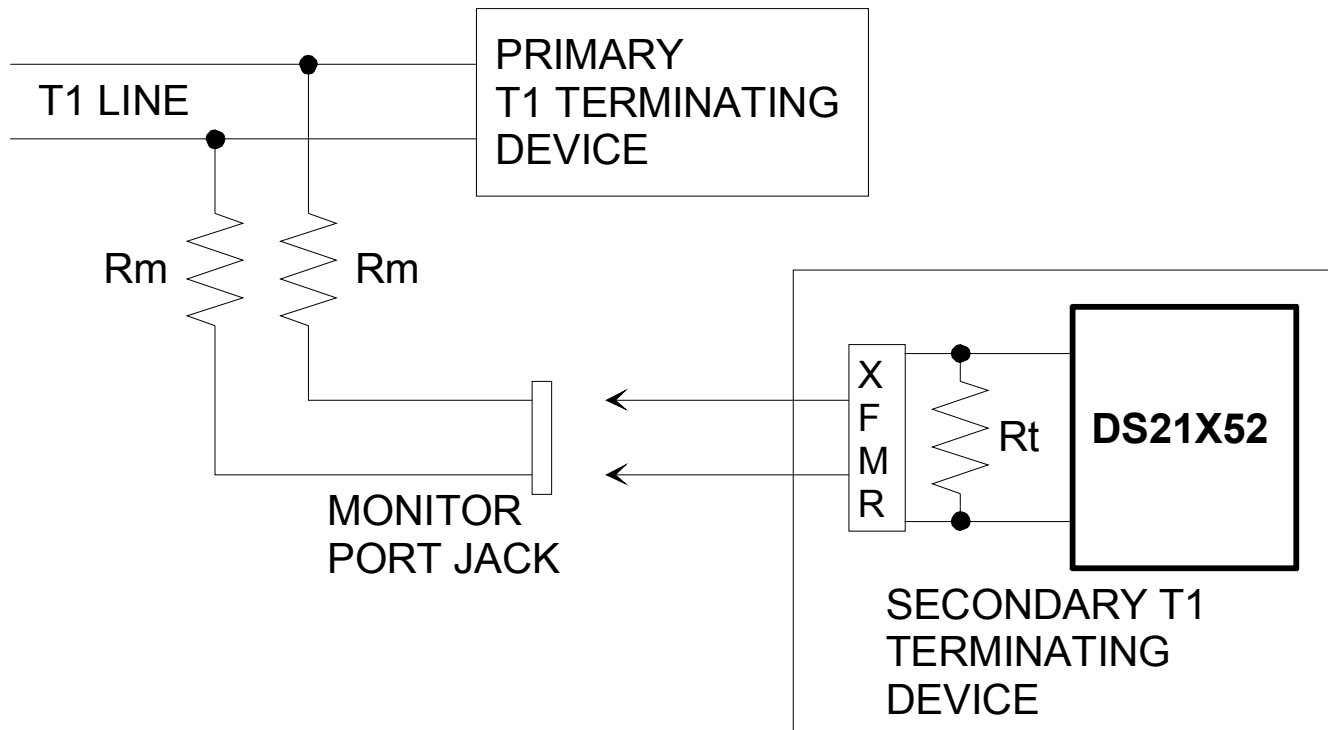 PRIMARY
T1 TERMINATING
DEVICE
T1 LINE
Rm
Rm
MONITOR
PORT JACK
X
F
M
R
Rt
DS21X52
SECONDARY T1
TERMINATING
DEVICE